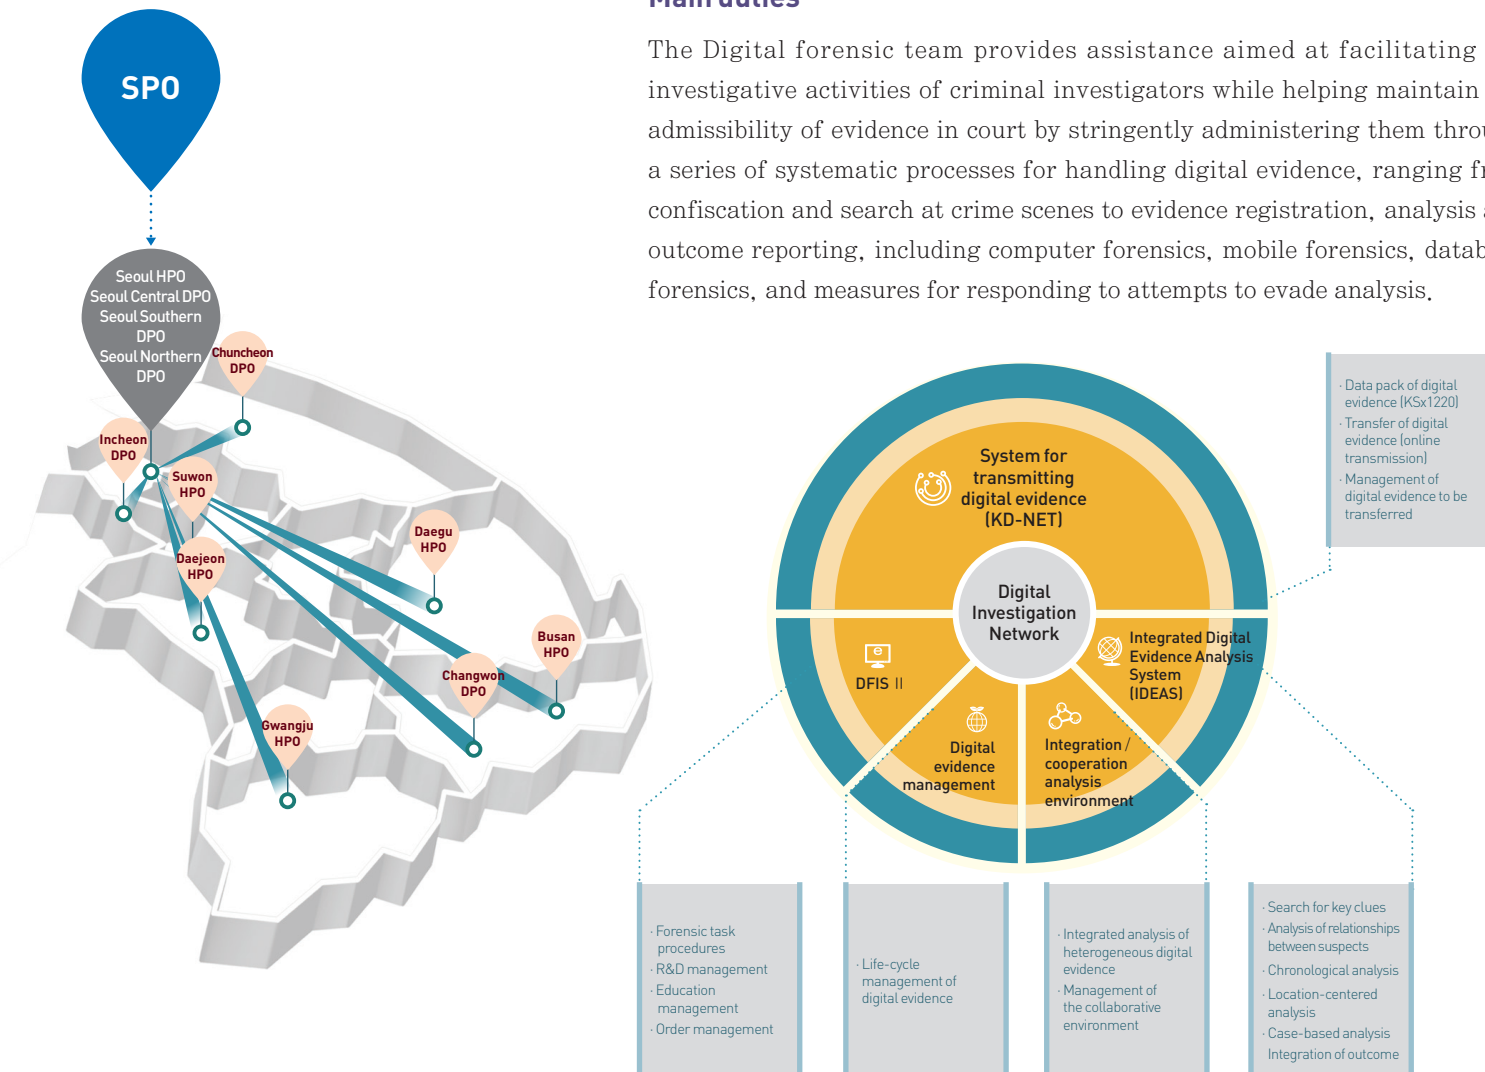 Main duties
The Digital forensic team provides assistance aimed at facilitating
investigative activities of criminal investigators while helping maintain
admissibility of evidence in court by stringently administering them
a series of systematic processes for handling digital evidence, ranging
confiscation and search at crime scenes to evidence registration, analysis
outcome reporting, including computer forensics, mobile forensics,
forensics, and measures for responding to attempts to evade analysis.
SPO
Seoul HPO
Seoul Central DPO
Seoul Southern
DPO
Seoul Northern
DPO
Chuncheon
DPO
Incheon
DPO
Suwon
HPO
Daejeon
HPO
Daegu
HPO
Busan
HPO
Changwon
DPO
Gwangju
HPO
System for
transmitting
digital evidence
(KD-NET)
Digital
Investigation
Network
DFIS II
Digital
evidence
management
Integration /
cooperation
analysis
environment
Integrated Digital
Evidence Analysis
System
(IDEAS)
· Data pack of digital
evidence (KSx1220)
· Transfer of digital
evidence (online
transmission)
· Management of
digital evidence to be
transferred
· Forensic task
procedures
· R&D management
· Education
management
· Order management
· Life-cycle
management of
digital evidence
· Integrated analysis of
heterogeneous digital
evidence
· Management of
the collaborative
environment
· Search for key clues
· Analysis of relationships
between suspects
· Chronological analysis
· Location-centered
analysis
· Case-based analysis
Integration of outcome